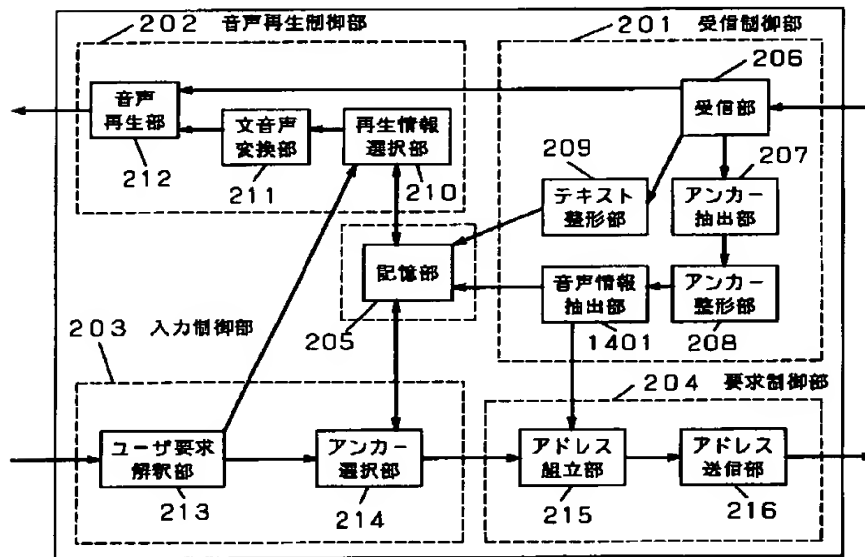 202 音声再生制御部
201 受信制御部
206
音声
再生部
212
文音声
変換部
211
再生情報
選択部
210
受信部
209
207
テキスト
整形部
アンカー
抽出部
記憶部
205
音声情報
抽出部
1401
アンカー
整形部
208
203 入力制御部
204 要求制御部
ユーザ要求
解釈部
213
アンカー
選択部
214
アドレス
組立部
215
アドレス
送信部
216